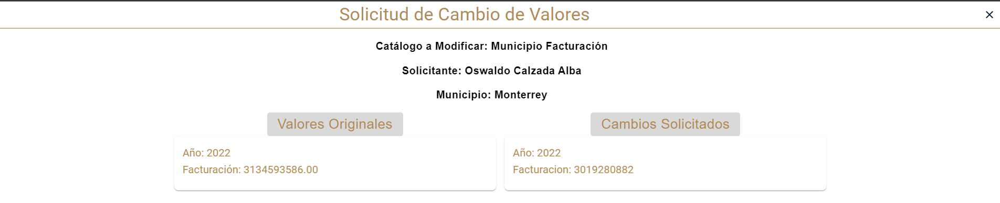 Solicitud de Cambio de Valores
Catálogo a Modificar: Municipio Facturación
Solicitante: Oswaldo Calzada Alba
Municipio: Monterrey
Valores Originales
Año: 2022
Facturación: 3134593586.00
Cambios Solicitados
Año: 2022
Facturacion: 3019280882